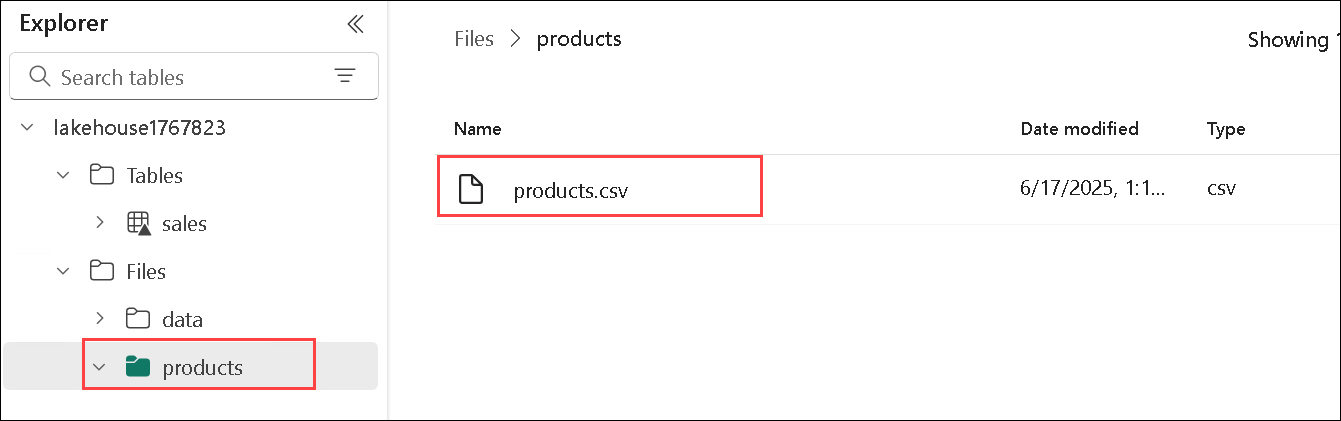 Explorer
Search tables
lakehouse1767823
Tables
sales
Files
data
products
Files > products
Showing
Name Date modified Type
products.csv 6/17/2025, 1:1... csv